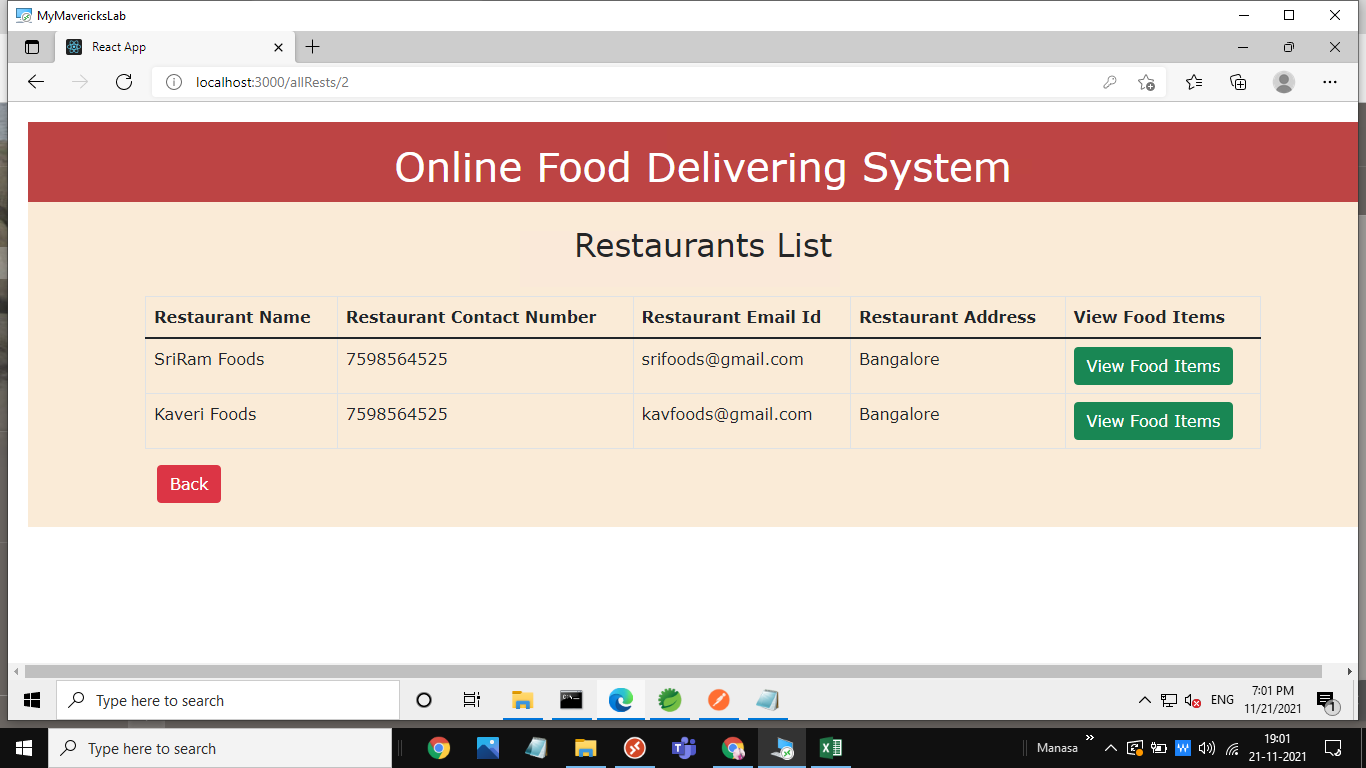 MyMavericksLab
React App
localhost:3000/allRests/2
Online Food Delivering System
Restaurants List
Restaurant Name Restaurant Contact Number Restaurant Email Id Restaurant Address View Food Items
SriRam Foods 7598564525 srifoods@gmail.com Bangalore View Food Items
Kaveri Foods 7598564525 kavfoods@gmail.com Bangalore View Food Items
Back
Type here to search ENG 7:01 PM
11/21/2021 1
Type here to search Manasa 19:01
21-11-2021